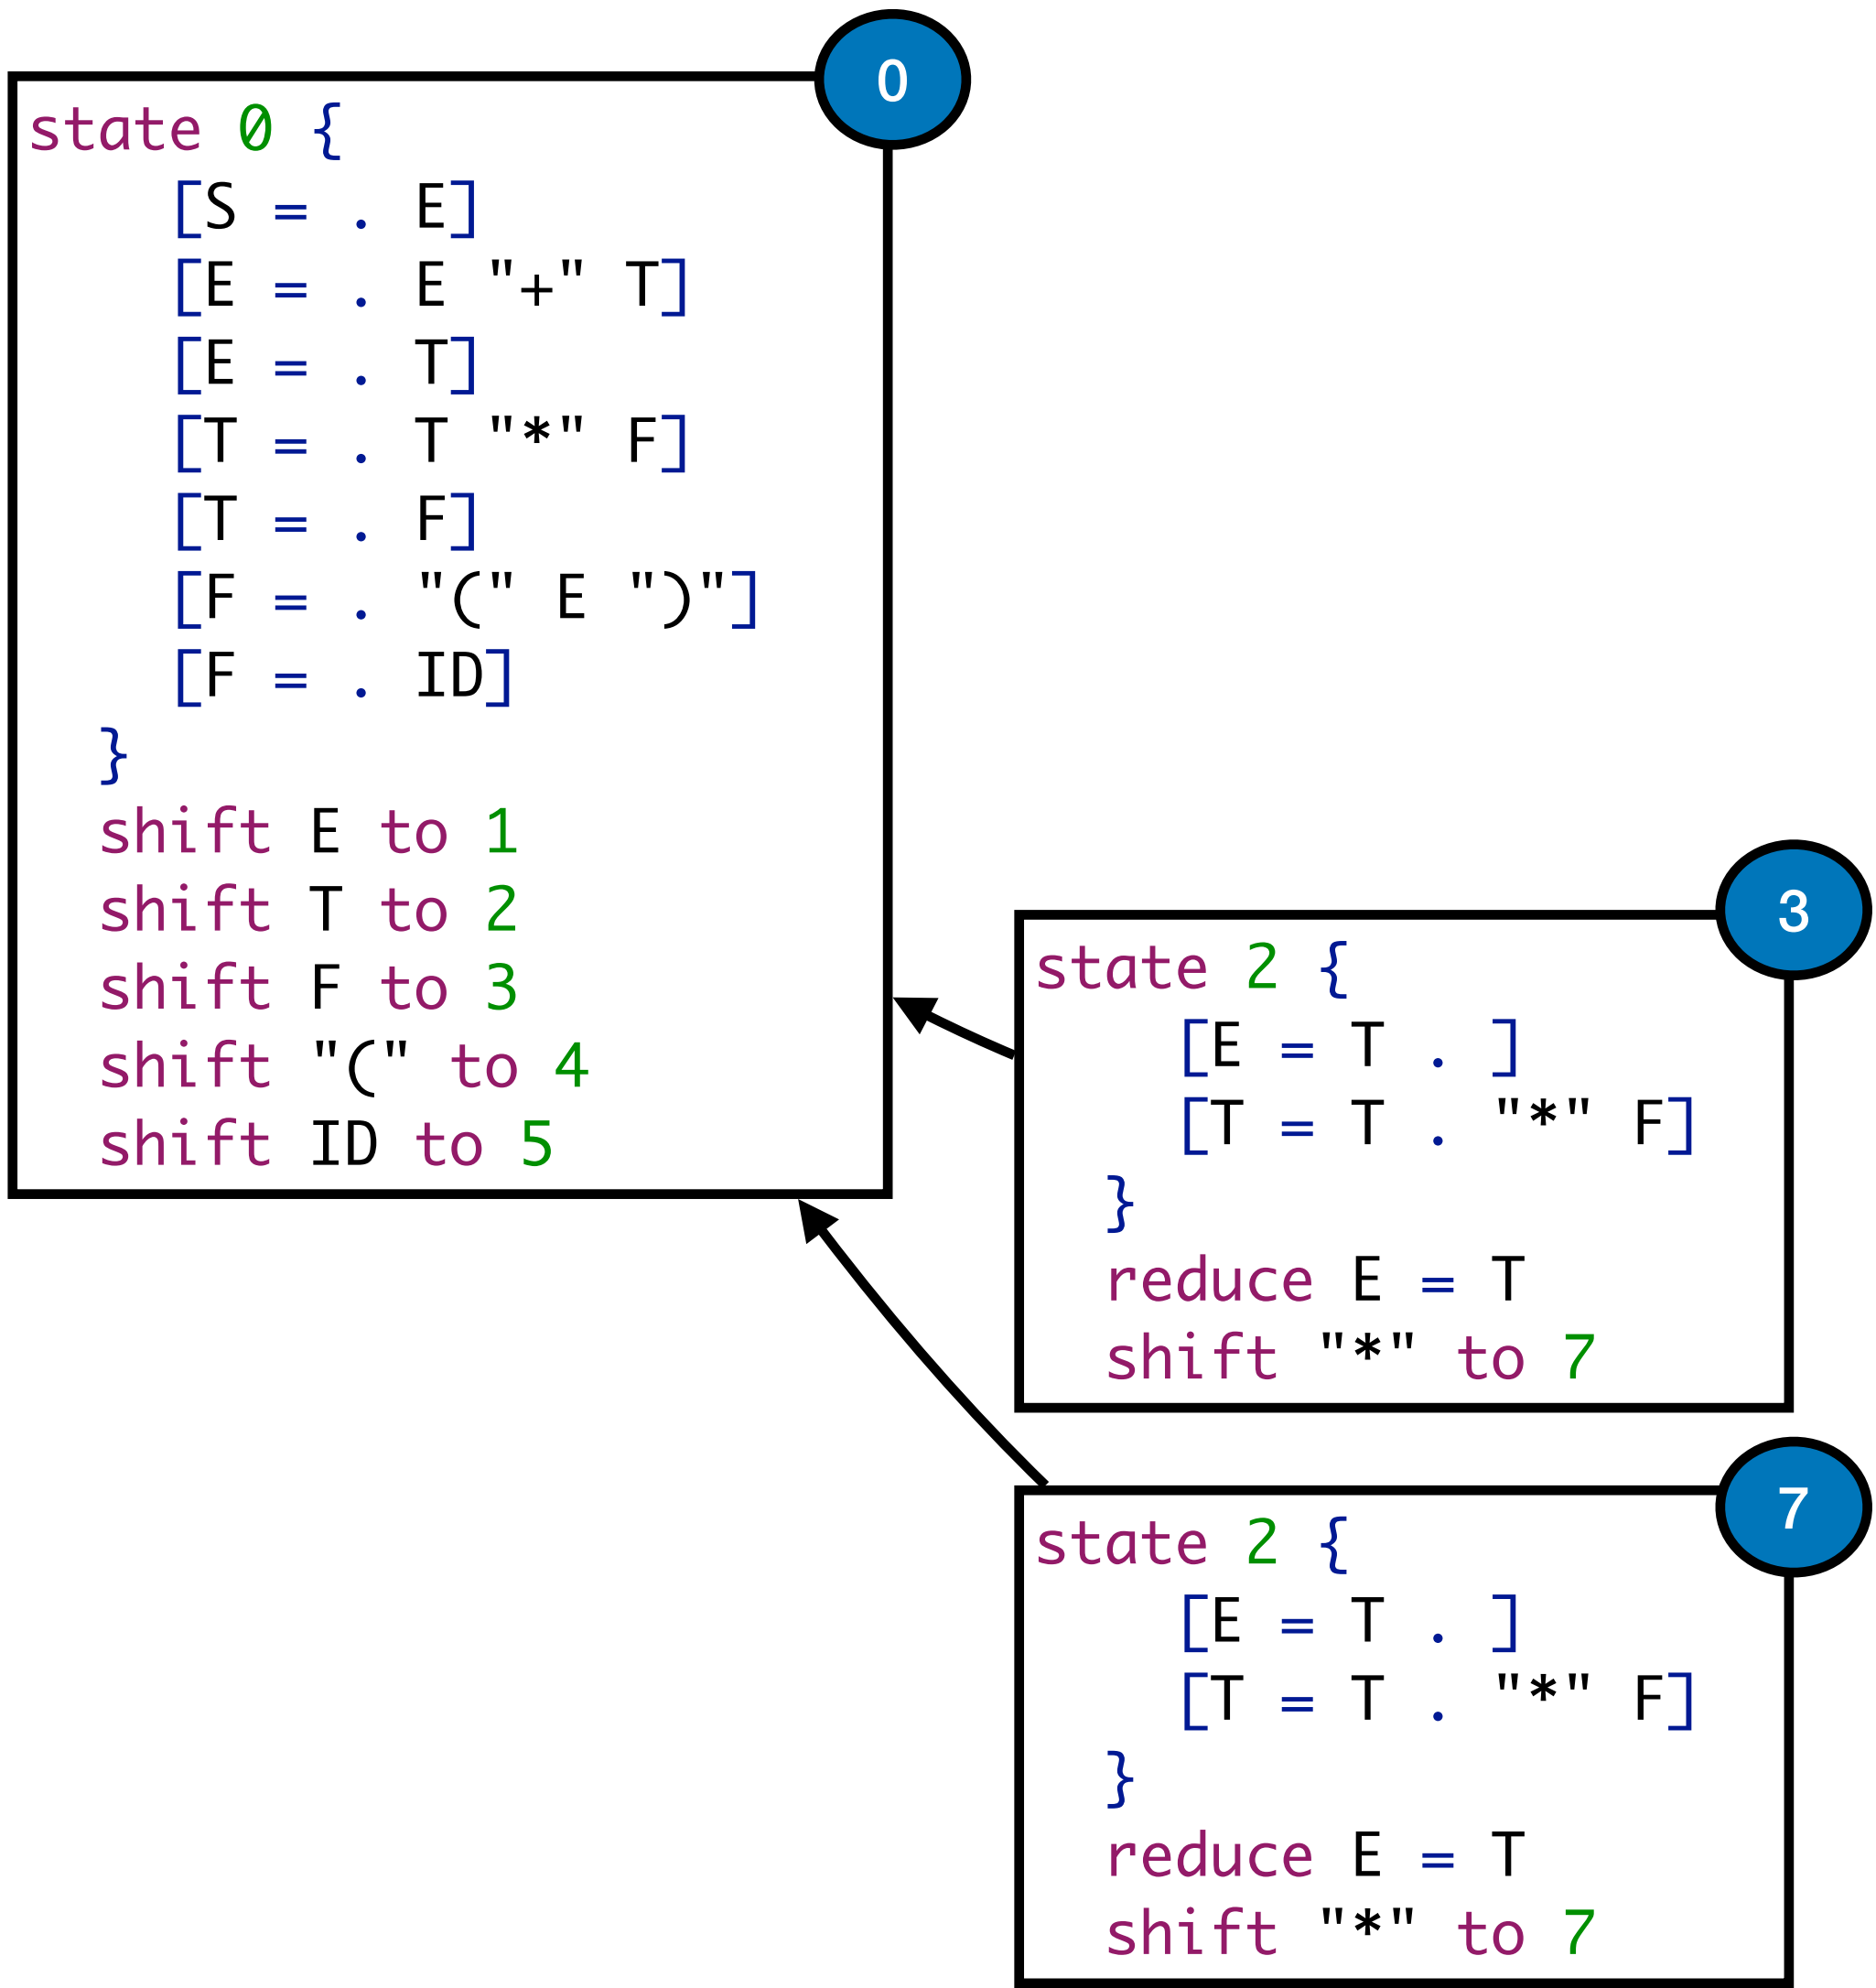 0
state 0 {
[S = . E]
[E = . E "+" T]
[E = . T]
[T = . T "*" F]
[T = . F]
[F = . "(" E ")"]
[F = . ID]
}
shift E to 1
shift T to 2
shift F to 3
shift "(" to 4
shift ID to 5
3
state 2 {
[E = T . ]
[T = T . "*" F]
}
reduce E = T
shift "*" to 7
7
state 2 {
[E = T . ]
[T = T . "*" F]
}
reduce E = T
shift "*" to 7